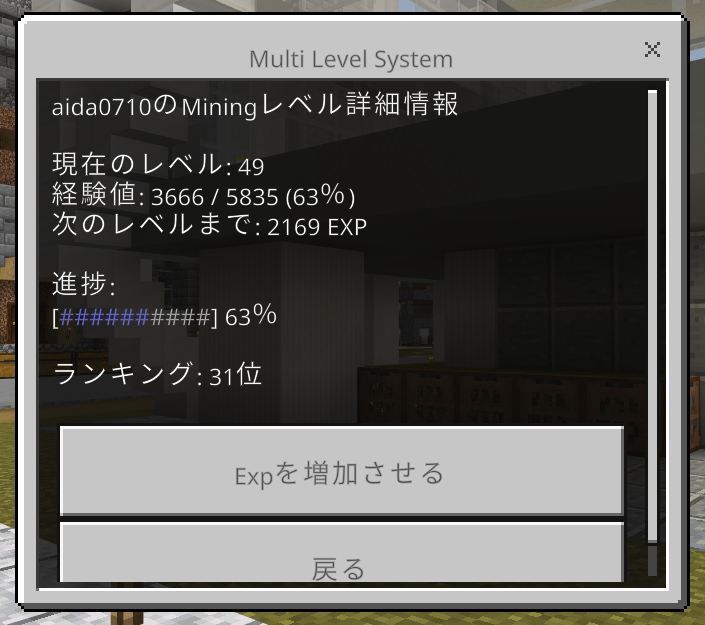 Multi Level System
aida0710のMiningレベル詳細情報
現在のレベル: 49
経験値: 3666 / 5835 (63%)
次のレベルまで: 2169 EXP
進捗:
[##########] 63%
ランキング: 31位
Expを増加させる
戻る